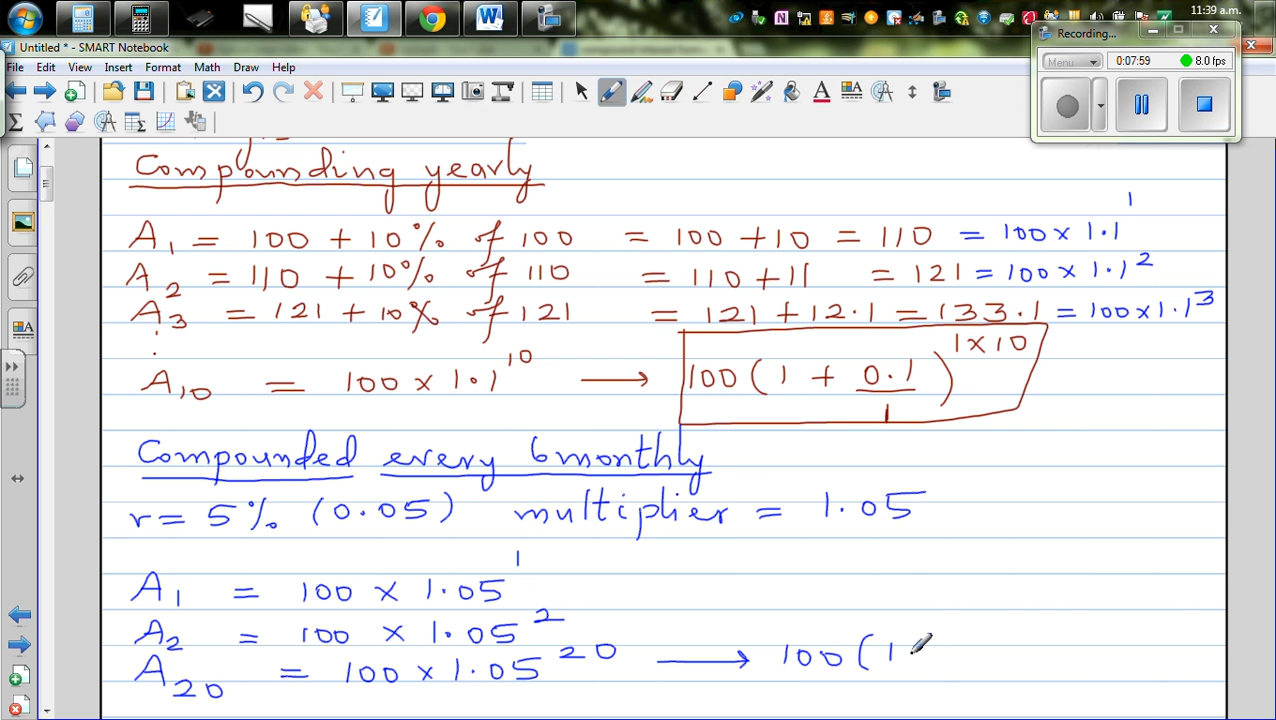 11:39 a.m.
Untitled * - SMART Notebook
Recording...
File Edit View Insert Format Math Draw Help
Menu 0:07:59 8.0 fps
Compounding yearly
A1 = 100 + 10% of 100 = 100 + 10 = 110 = 100 x 1.1^1
A2 = 110 + 10% of 110 = 110 + 11 = 121 = 100 x 1.1^2
A3 = 121 + 10% of 121 = 121 + 12.1 = 133.1 = 100 x 1.1^3
:
A10 = 100 x 1.1^10 → 100 (1 + 0.1/1)^1x10
Compounded every 6 monthly
r = 5% (0.05) multiplier = 1.05
A1 = 100 x 1.05^1
A2 = 100 x 1.05^2
A20 = 100 x 1.05^20 → 100 (1